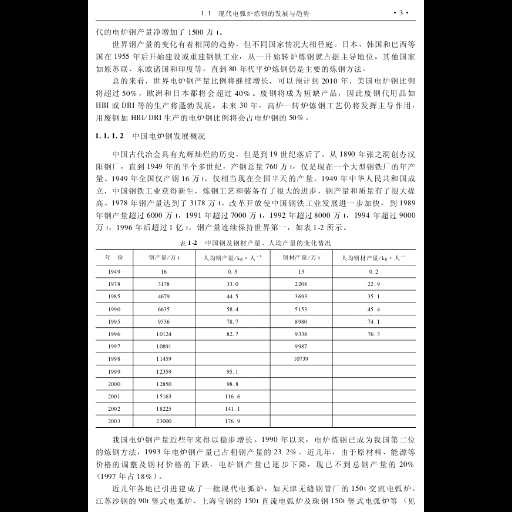 1.1 现代电弧炉炼钢的发展与趋势 · 3 ·
代的电炉钢产量净增加了 1500 万 t。
世界钢产量的变化有着相同的趋势，但不同国家情况大相径庭。日本、韩国和巴西等
国在 1955 年后开始建设或重建钢铁工业，从一开始转炉炼钢就占据主导地位。其他国家
如原苏联、东欧诸国和印度等，直到 80 年代平炉炼钢仍是主要的炼钢方法。
总的来看，世界电炉钢产量比例将继续增长，可以预计到 2010 年，美国电炉钢比例
将超过 50%，欧洲和日本都将会超过 40%。废钢将成为短缺产品，因此废钢代用品如
HBI 或 DRI 等的生产将蓬勃发展。未来 30 年，高炉—转炉炼钢工艺仍将发挥主导作用，
用废钢加 HBI/DRI 生产的电炉钢比例将会占电炉钢的 50%。
1.1.1.2 中国电炉钢发展概况
中国古代冶金具有光辉灿烂的历史，但是到 19 世纪落后了。从 1890 年张之洞创办汉
阳钢厂，直到 1949 年的半个多世纪，产钢总量 760 万 t，仅是现在一个大型钢铁厂的年产
量。1949 年全国仅产钢 16 万 t，仅相当现在全国半天的产量。1949 年中华人民共和国成
立，中国钢铁工业获得新生，炼钢工艺和装备有了很大的进步，钢产量和质量有了很大提
高。1978 年钢产量达到了 3178 万 t。改革开放使中国钢铁工业发展进一步加快，到 1989
年钢产量超过 6000 万 t，1991 年超过 7000 万 t，1992 年超过 8000 万 t，1994 年超过 9000
万 t，1996 年后超过 1 亿 t，钢产量连续保持世界第一，如表 1-2 所示。
表 1-2 中国钢及钢材产量、人均产量的变化情况
年 份 钢产量/万 t 人均钢产量/kg·人⁻¹ 钢材产量/万 t 人均钢材产量/kg·人⁻¹
1949 16 0.3 13 0.2
1978 3178 33.0 2208 22.9
1985 4679 44.5 3693 35.1
1990 6635 58.4 5153 45.4
1995 9536 78.7 8980 74.1
1996 10124 82.7 9338 76.3
1997 10891 9987
1998 11459 10739
1999 12359 95.1
2000 12850 98.8
2001 15163 116.6
2002 18225 141.1
2003 23000 176.9
我国电炉钢产量近些年来得以稳步增长。1990 年以来，电炉炼钢已成为我国第二位
的炼钢方法，1993 年电炉钢产量已占粗钢产量的 23.2%。近几年，由于原材料、能源等
价格的调整及钢材价格的下跌，电炉钢产量已逐步下降，现已不到总钢产量的 20%
（1997 年占 18%）。
近几年各地已引进建成了一批现代电弧炉，如天津无缝钢管厂的 150t 交流电弧炉、
江苏沙钢的 90t 竖式电弧炉、上海宝钢的 150t 直流电弧炉及珠钢 150t 竖式电弧炉等（见